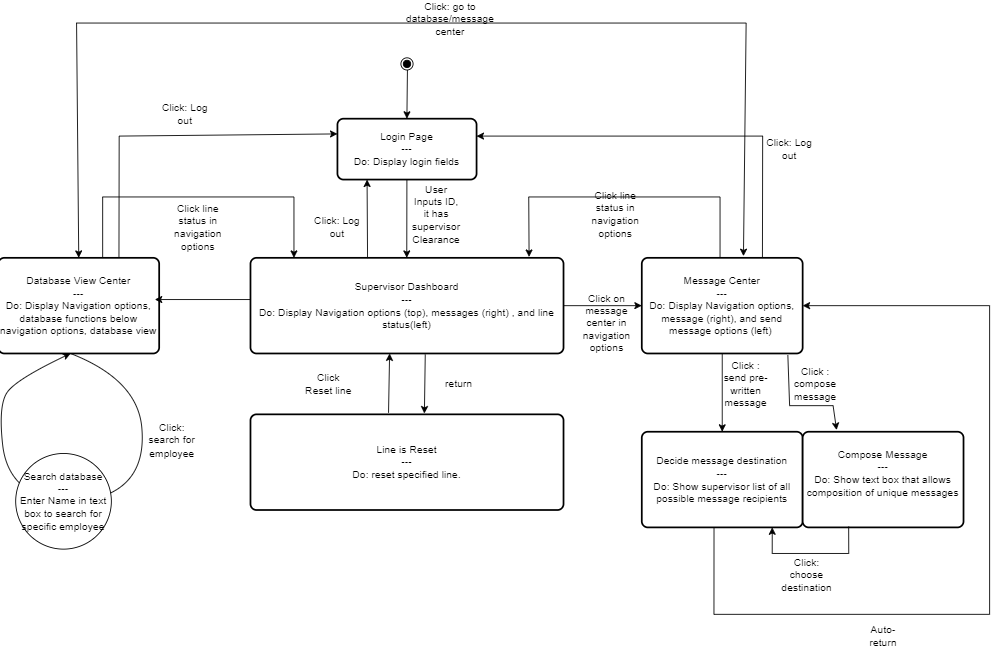 Click: go to
database/message
center
Click: Log
out
Login Page
---
Do: Display login fields
Click: Log
out
Click line
status in
navigation
options
Click: Log
out
User
Inputs ID,
it has
supervisor
Clearance
Click line
status in
navigation
options
Database View Center
---
Do: Display Navigation options,
database functions below
navigation options, database view
Supervisor Dashboard
---
Do: Display Navigation options (top), messages (right) , and line
status(left)
Click on
message
center in
navigation
options
Message Center
---
Do: Display Navigation options,
message (right), and send
message options (left)
Click
Reset line
return
Click :
send pre-
written
message
Click :
compose
message
Click:
search for
employee
Search database
---
Enter Name in text
box to search for
specific employee
Line is Reset
---
Do: reset specified line.
Decide message destination
---
Do: Show supervisor list of all
possible message recipients
Compose Message
---
Do: Show text box that allows
composition of unique messages
Click:
choose
destination
Auto-
return